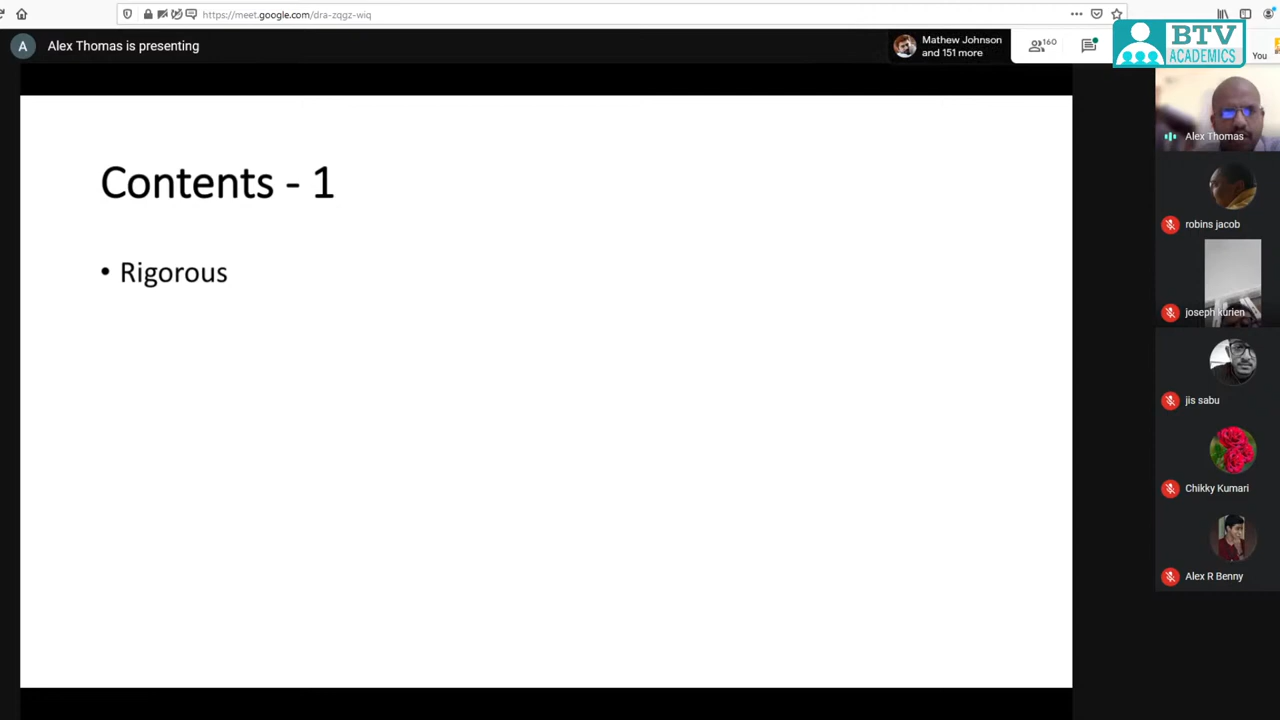 https://meet.google.com/dra-zqgz-wiq
A
Alex Thomas is presenting
Mathew Johnson
and 151 more
160
BTV
ACADEMICS
You
Alex Thomas
Contents - 1
robins jacob
• Rigorous
joseph kurien
jis sabu
Chikky Kumari
Alex R Benny